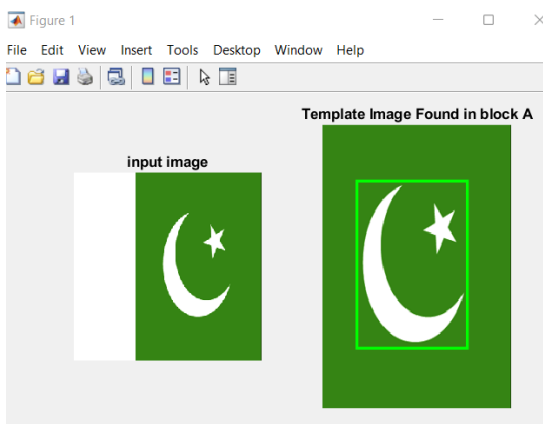 Figure 1
File Edit View Insert Tools Desktop Window Help
Template Image Found in block A
input image